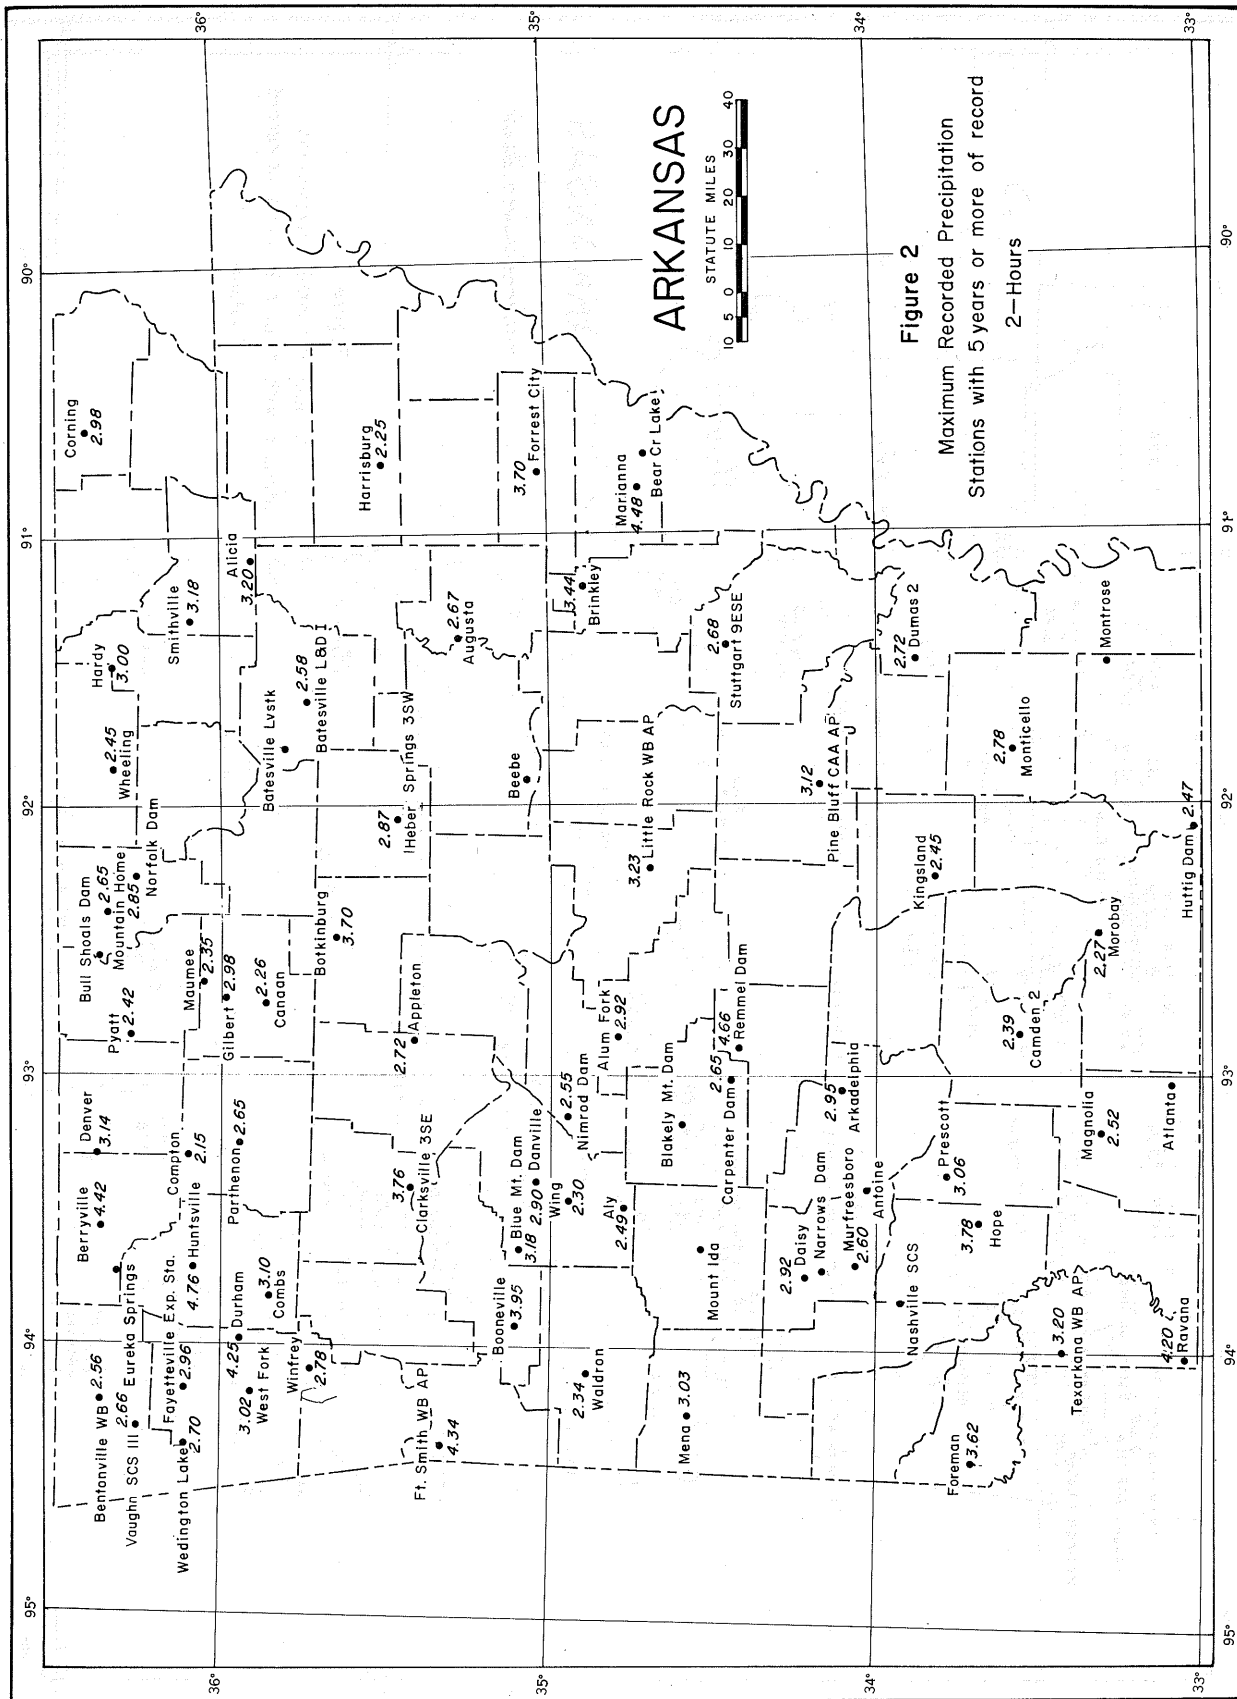 ARKANSAS
STATUTE MILES
10 5 0 10 20 30 40
Figure 2
Maximum Recorded Precipitation
Stations with 5 years or more of record
2-Hours
95°
94°
93°
92°
91°
90°
36°
35°
34°
33°
95°
94°
93°
92°
91°
90°
36°
35°
34°
33°
Bentonville WB
2.56
Vaughn SCS III
2.66
Eureka Springs
Berryville
4.42
Denver
3.14
Pyatt
2.42
Bull Shoals Dam
Mountain Home
2.65
2.85
Norfolk Dam
Wheeling
2.45
Hardy
3.00
Smithville
3.18
Corning
2.98
Wedington Lake
2.70
Fayetteville Exp. Sta.
2.96
Huntsville
4.76
Compton
2.15
Maumee
2.35
Gilbert
2.98
Canaan
2.26
Parthenon
2.65
Durham
4.25
West Fork
3.02
Combs
3.10
Winfrey
2.78
Batesville Lvstk
Batesville L&D I
2.58
Alicia
3.20
Harrisburg
2.25
Botkinburg
3.70
Heber Springs 3SW
2.87
Augusta
2.67
Ft. Smith WB AP
4.34
Clarksville 3SE
3.76
Appleton
2.72
Beebe
Forrest City
3.70
Booneville
3.95
Blue Mt. Dam
3.18
Danville
2.90
Nimrod Dam
2.55
Wing
2.30
Waldron
2.34
Aly
2.49
Alum Fork
2.92
Little Rock WB AP
3.23
Brinkley
3.44
Marianna
4.48
Bear Cr Lake
Mena
3.03
Mount Ida
Blakely Mt. Dam
Carpenter Dam
2.65
Remmel Dam
4.66
Stuttgart 9ESE
2.68
Daisy
2.92
Narrows Dam
Murfreesboro
2.60
Antoine
Arkadelphia
2.95
Pine Bluff CAA AP
3.12
Dumas 2
2.72
Nashville SCS
Prescott
3.06
Hope
3.78
Kingsland
2.45
Monticello
2.78
Montrose
Foreman
3.62
Texarkana WB AP
3.20
Ravana
4.20
Magnolia
2.52
Atlanta
Camden 2
2.39
Morobay
2.27
Huttig Dam
2.47